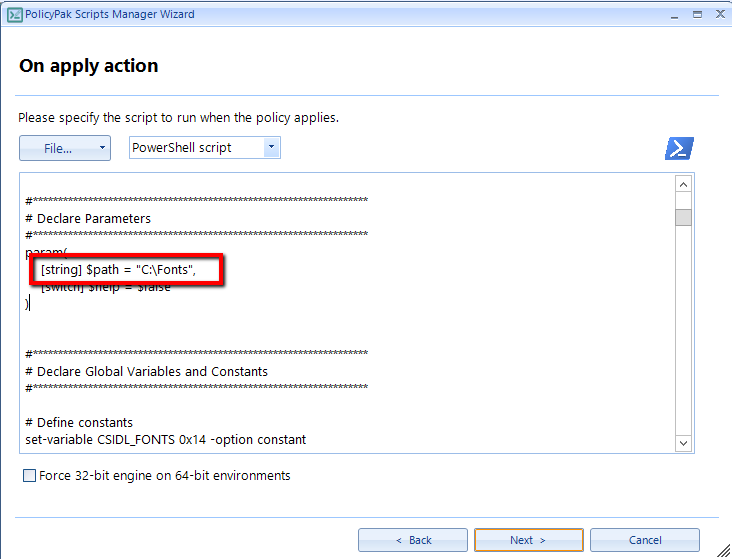 PolicyPak Scripts Manager Wizard
On apply action
Please specify the script to run when the policy applies.
File...
PowerShell script
#*******************************************************************
# Declare Parameters
#*******************************************************************
param(
[string] $path = "C:\Fonts",
[switch] $help = $false
)
#*******************************************************************
# Declare Global Variables and Constants
#*******************************************************************
# Define constants
set-variable CSIDL_FONTS 0x14 -option constant
Force 32-bit engine on 64-bit environments
< Back
Next >
Cancel